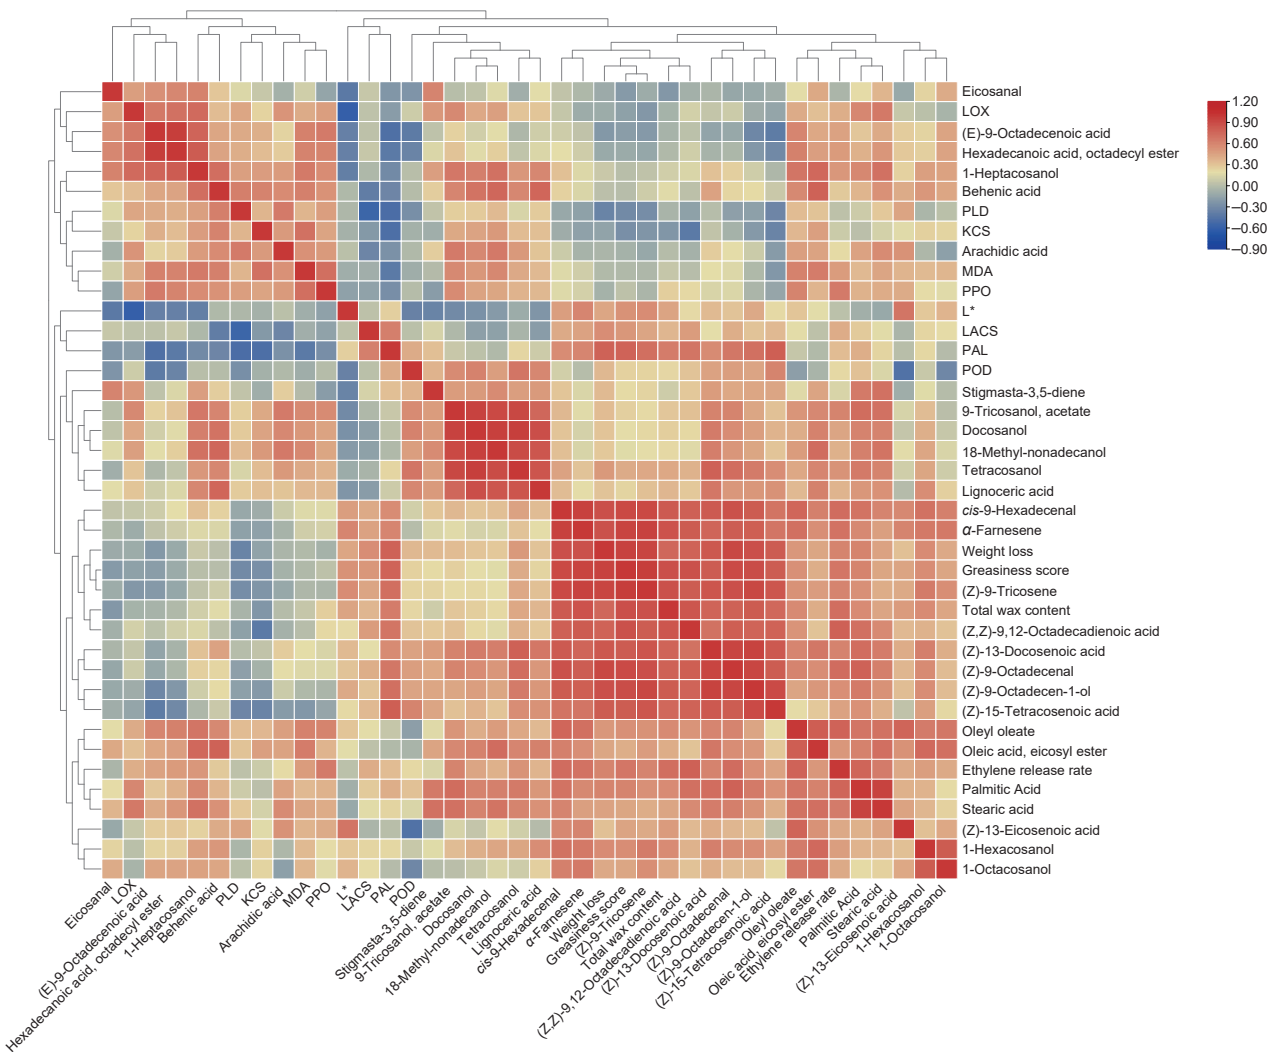 Eicosanal
LOX
(E)-9-Octadecenoic acid
Hexadecanoic acid, octadecyl ester
1-Heptacosanol
Behenic acid
PLD
KCS
Arachidic acid
MDA
PPO
L*
LACS
PAL
POD
Stigmasta-3,5-diene
9-Tricosanol, acetate
Docosanol
18-Methyl-nonadecanol
Tetracosanol
Lignoceric acid
cis-9-Hexadecenal
α-Farnesene
Weight loss
Greasiness score
(Z)-9-Tricosene
Total wax content
(Z,Z)-9,12-Octadecadienoic acid
(Z)-13-Docosenoic acid
(Z)-9-Octadecenal
(Z)-9-Octadecen-1-ol
(Z)-15-Tetracosenoic acid
Oleyl oleate
Oleic acid, eicosyl ester
Ethylene release rate
Palmitic Acid
Stearic acid
(Z)-13-Eicosenoic acid
1-Hexacosanol
1-Octacosanol
1.20
0.90
0.60
0.30
0.00
−0.30
−0.60
−0.90
Eicosanal
LOX
(E)-9-Octadecenoic acid
Hexadecanoic acid, octadecyl ester
1-Heptacosanol
Behenic acid
PLD
KCS
Arachidic acid
MDA
PPO
L*
LACS
PAL
POD
Stigmasta-3,5-diene
9-Tricosanol, acetate
Docosanol
18-Methyl-nonadecanol
Tetracosanol
Lignoceric acid
cis-9-Hexadecenal
α-Farnesene
Weight loss
Greasiness score
(Z)-9-Tricosene
Total wax content
(Z,Z)-9,12-Octadecadienoic acid
(Z)-13-Docosenoic acid
(Z)-9-Octadecenal
(Z)-9-Octadecen-1-ol
(Z)-15-Tetracosenoic acid
Oleyl oleate
Oleic acid, eicosyl ester
Ethylene release rate
Palmitic Acid
Stearic acid
(Z)-13-Eicosenoic acid
1-Hexacosanol
1-Octacosanol